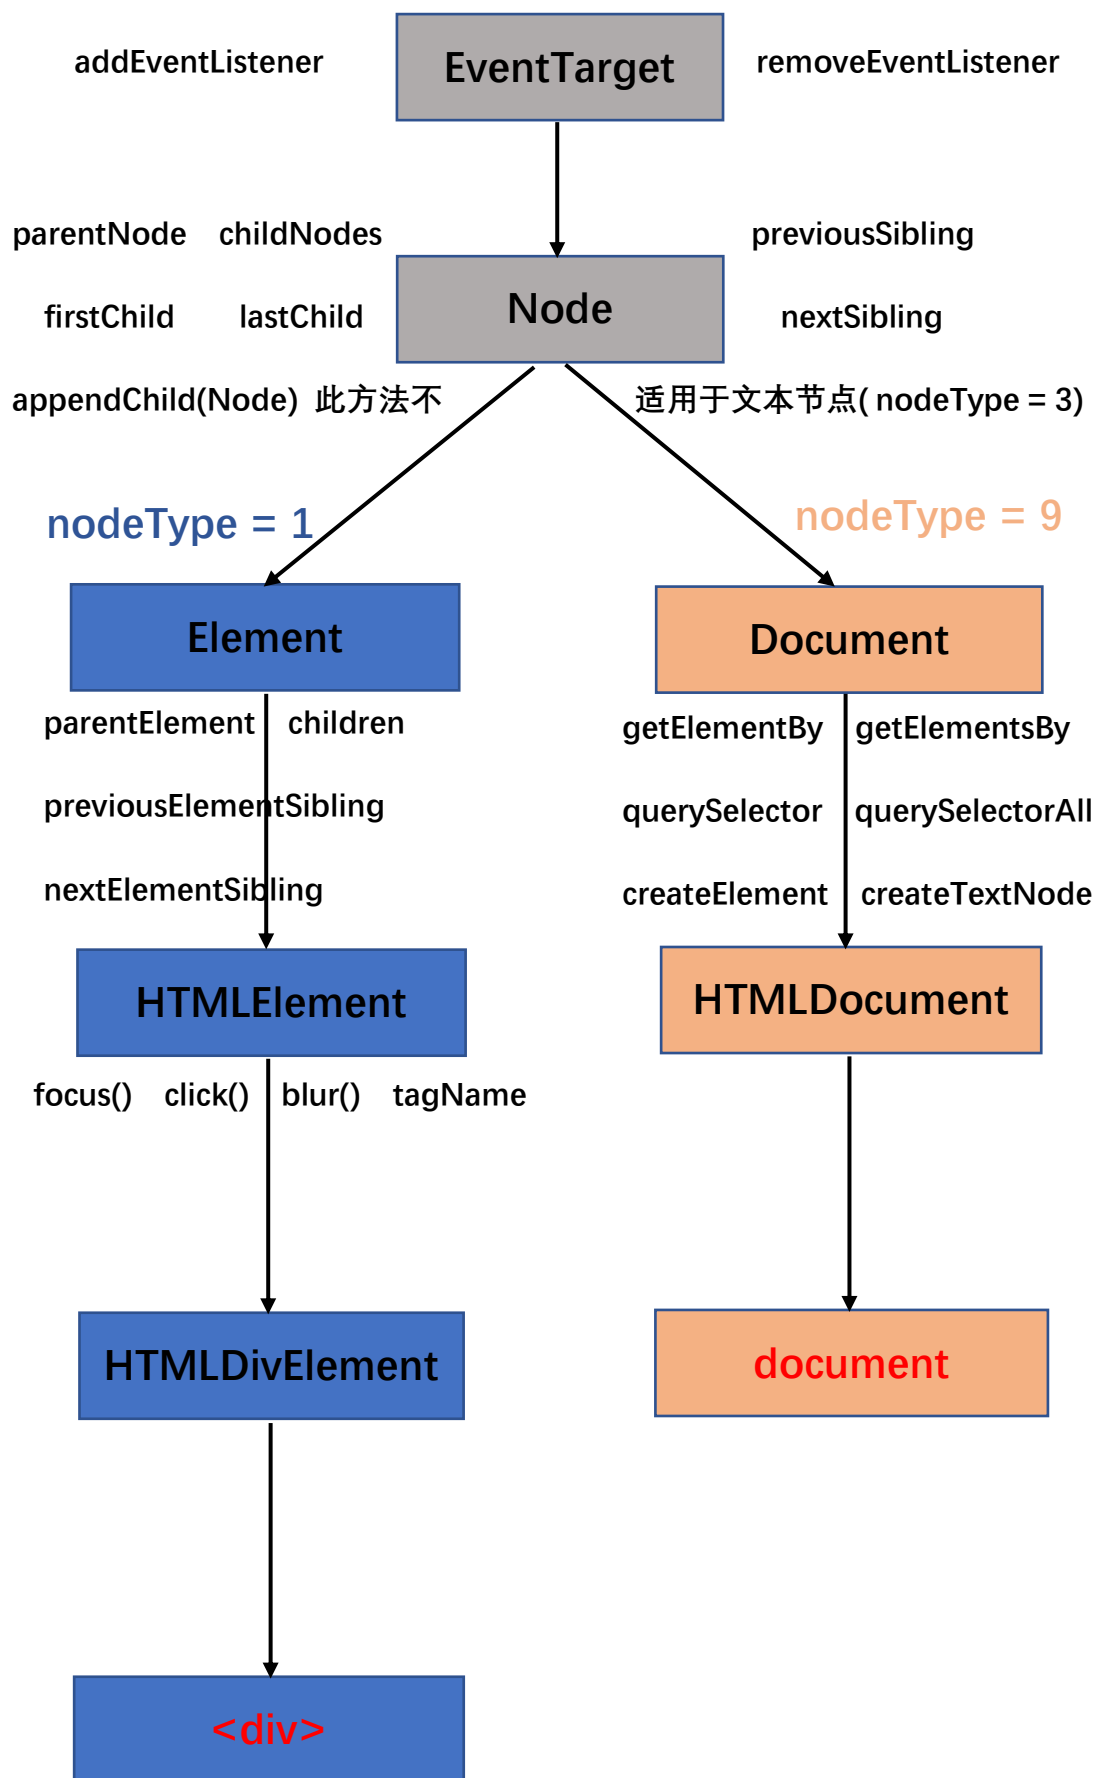 addEventListener EventTarget removeEventListener
parentNode childNodes previousSibling
firstChild lastChild Node nextSibling
appendChild(Node) 此方法不 适用于文本节点( nodeType = 3)
nodeType = 1 nodeType = 9
Element Document
parentElement children getElementBy getElementsBy
previousElementSibling querySelector querySelectorAll
nextElementSibling createElement createTextNode
HTMLElement HTMLDocument
focus() click() blur() tagName
HTMLDivElement document
<div>